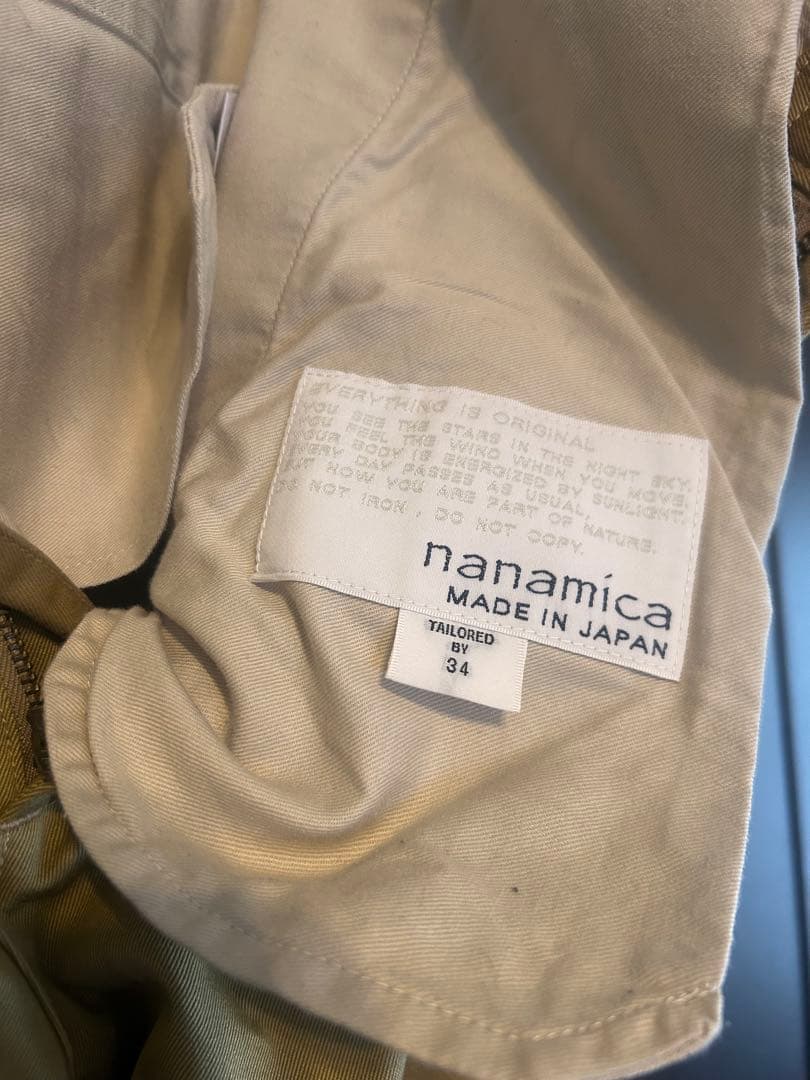 EVERYTHING IS ORIGINAL
YOU SEE THE STARS IN THE NIGHT SKY.
YOU FEEL THE WIND WHEN YOU MOVE.
YOUR BODY IS ENERGIZED BY SUNLIGHT.
EVERY DAY PASSES AS USUAL,
BUT NOW YOU ARE PART OF NATURE.
DO NOT IRON, DO NOT COPY.
nanamica
MADE IN JAPAN
TAILORED
BY
34